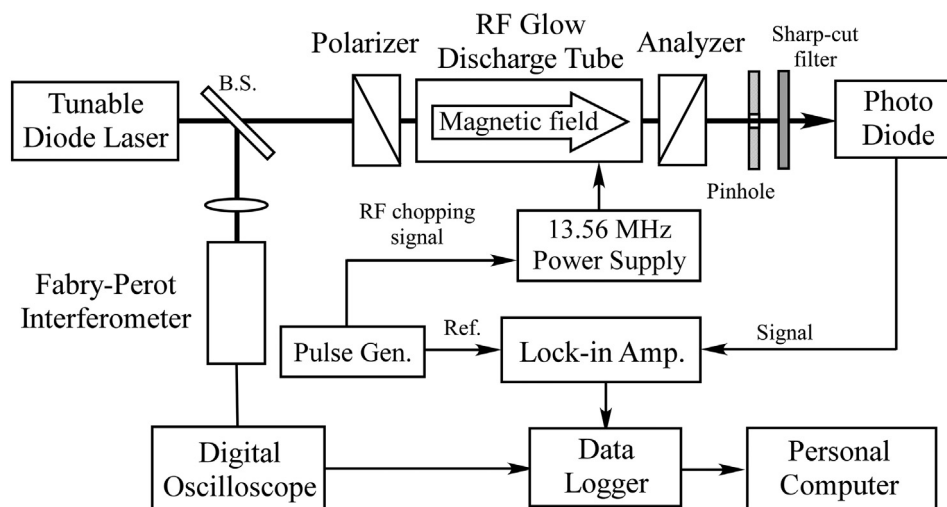 RF Glow
Discharge Tube
Polarizer
Analyzer
Sharp-cut
filter
B.S.
Tunable
Diode Laser
Magnetic field
Photo
Diode
Pinhole
RF chopping
signal
13.56 MHz
Power Supply
Fabry-Perot
Interferometer
Pulse Gen.
Ref.
Lock-in Amp.
Signal
Digital
Oscilloscope
Data
Logger
Personal
Computer